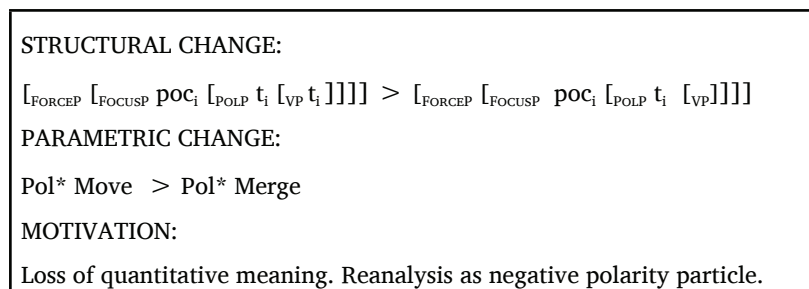 STRUCTURAL CHANGE:
[FORCEP [FOCUSP poci [POLP ti [VP ti ]]]] > [FORCEP [FOCUSP poci [POLP ti [VP]]]]
PARAMETRIC CHANGE:
Pol* Move > Pol* Merge
MOTIVATION:
Loss of quantitative meaning. Reanalysis as negative polarity particle.